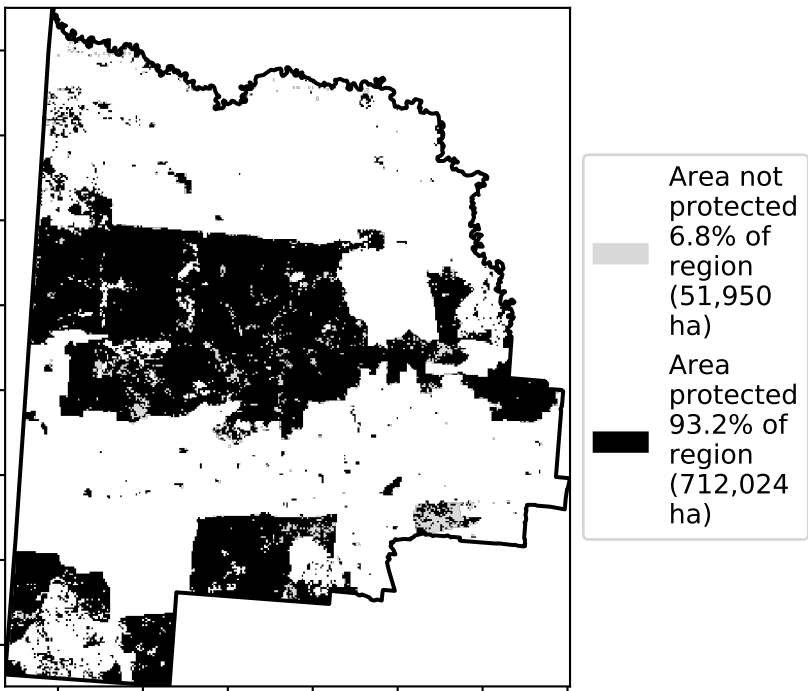 Area not
protected
6.8% of
region
(51,950
ha)
Area
protected
93.2% of
region
(712,024
ha)